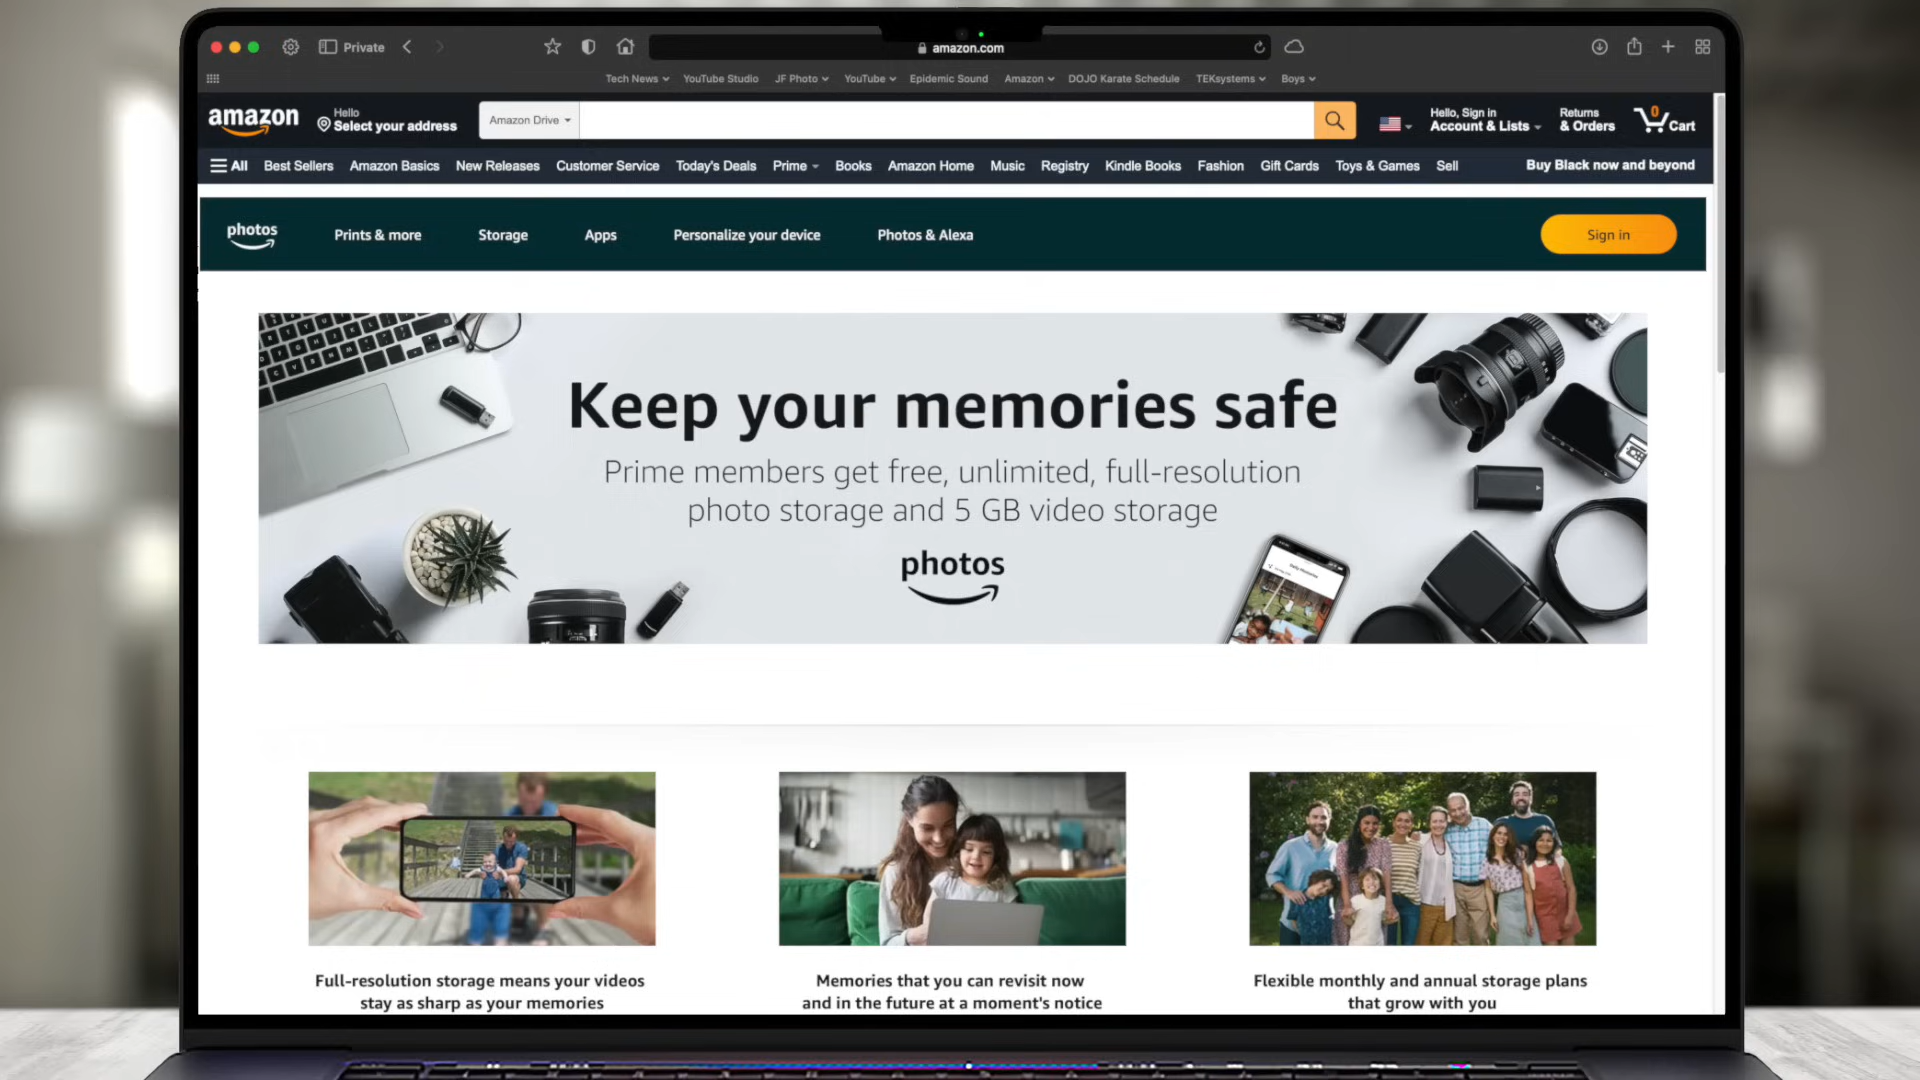 Private
amazon.com
Tech News YouTube Studio JF Photo YouTube Epidemic Sound Amazon DOJO Karate Schedule TEKsystems Boys
amazon
Hello
Select your address
Amazon Drive
Hello, Sign in
Account & Lists
Returns
& Orders
0
Cart
All Best Sellers Amazon Basics New Releases Customer Service Today's Deals Prime Books Amazon Home Music Registry Kindle Books Fashion Gift Cards Toys & Games Sell Buy Black now and beyond
photos Prints & more Storage Apps Personalize your device Photos & Alexa Sign in
Keep your memories safe
Prime members get free, unlimited, full-resolution
photo storage and 5 GB video storage
photos
Full-resolution storage means your videos
stay as sharp as your memories
Memories that you can revisit now
and in the future at a moment's notice
Flexible monthly and annual storage plans
that grow with you